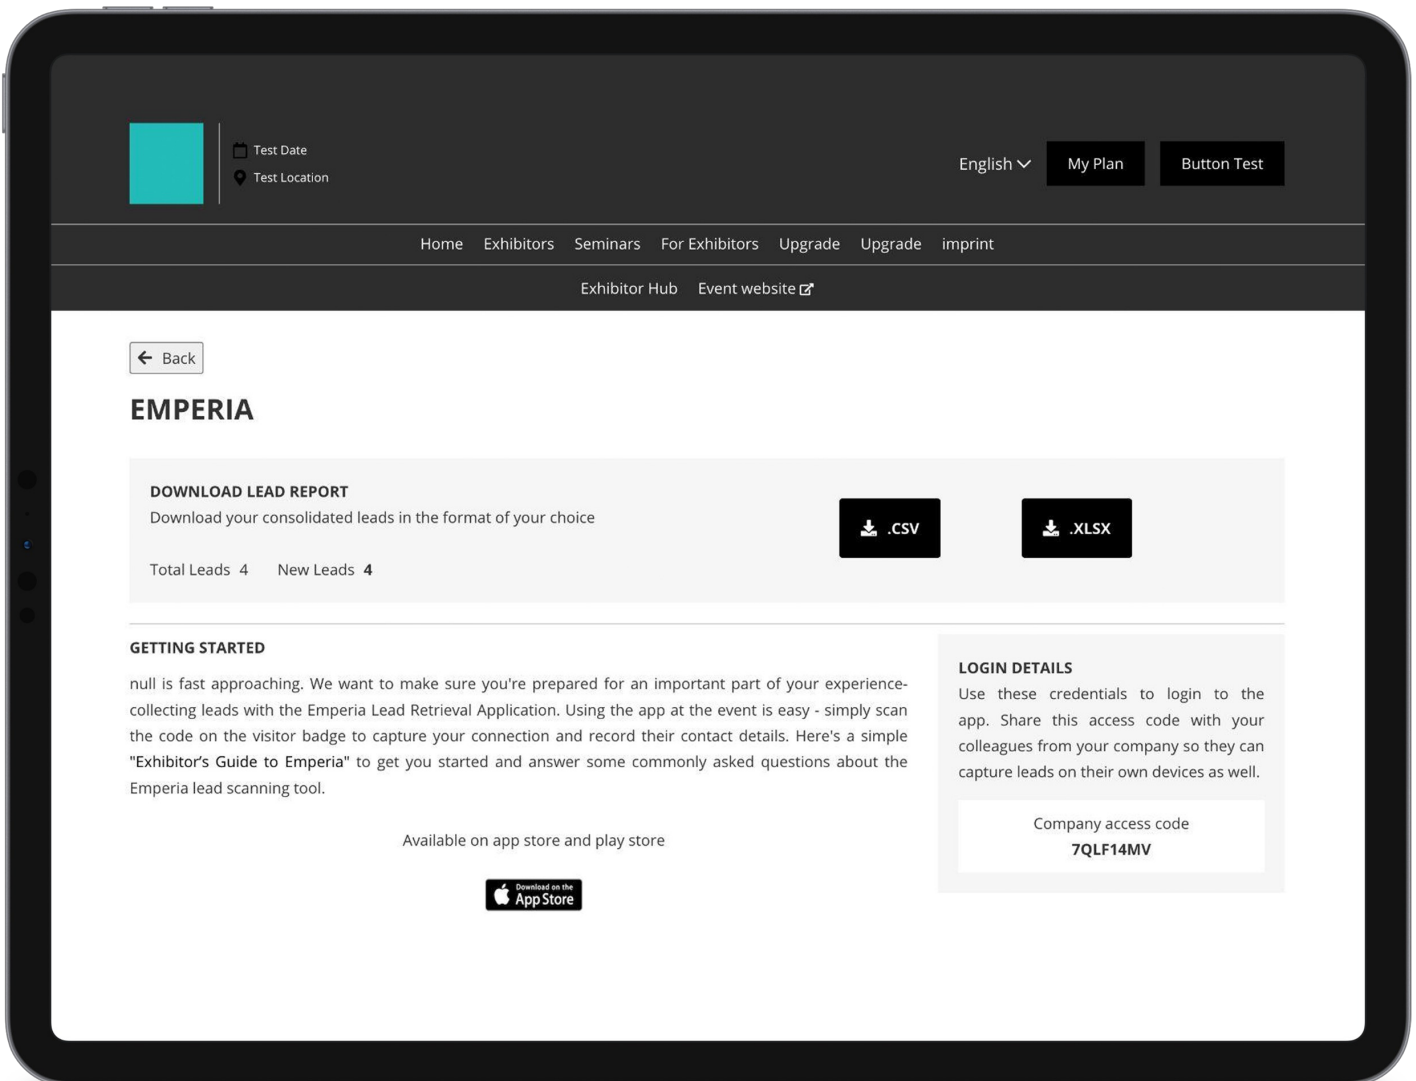 Test Date
Test Location
English
My Plan
Button Test
Home Exhibitors Seminars For Exhibitors Upgrade Upgrade imprint
Exhibitor Hub Event website
Back
EMPERIA
DOWNLOAD LEAD REPORT
Download your consolidated leads in the format of your choice
Total Leads 4 New Leads 4
.CSV
.XLSX
GETTING STARTED
null is fast approaching. We want to make sure you're prepared for an important part of your experience-
collecting leads with the Emperia Lead Retrieval Application. Using the app at the event is easy - simply scan
the code on the visitor badge to capture your connection and record their contact details. Here's a simple
"Exhibitor’s Guide to Emperia" to get you started and answer some commonly asked questions about the
Emperia lead scanning tool.
Available on app store and play store
Download on the
App Store
LOGIN DETAILS
Use these credentials to login to the
app. Share this access code with your
colleagues from your company so they can
capture leads on their own devices as well.
Company access code
7QLF14MV